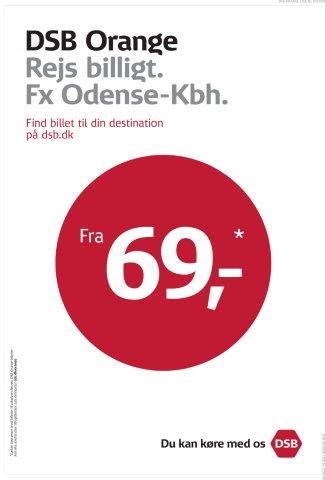 DSB Orange
Rejs billigt.
Fx Odense-Kbh.
Find billet til din destination
på dsb.dk
Fra
69,-*
Du kan køre med os
DSB